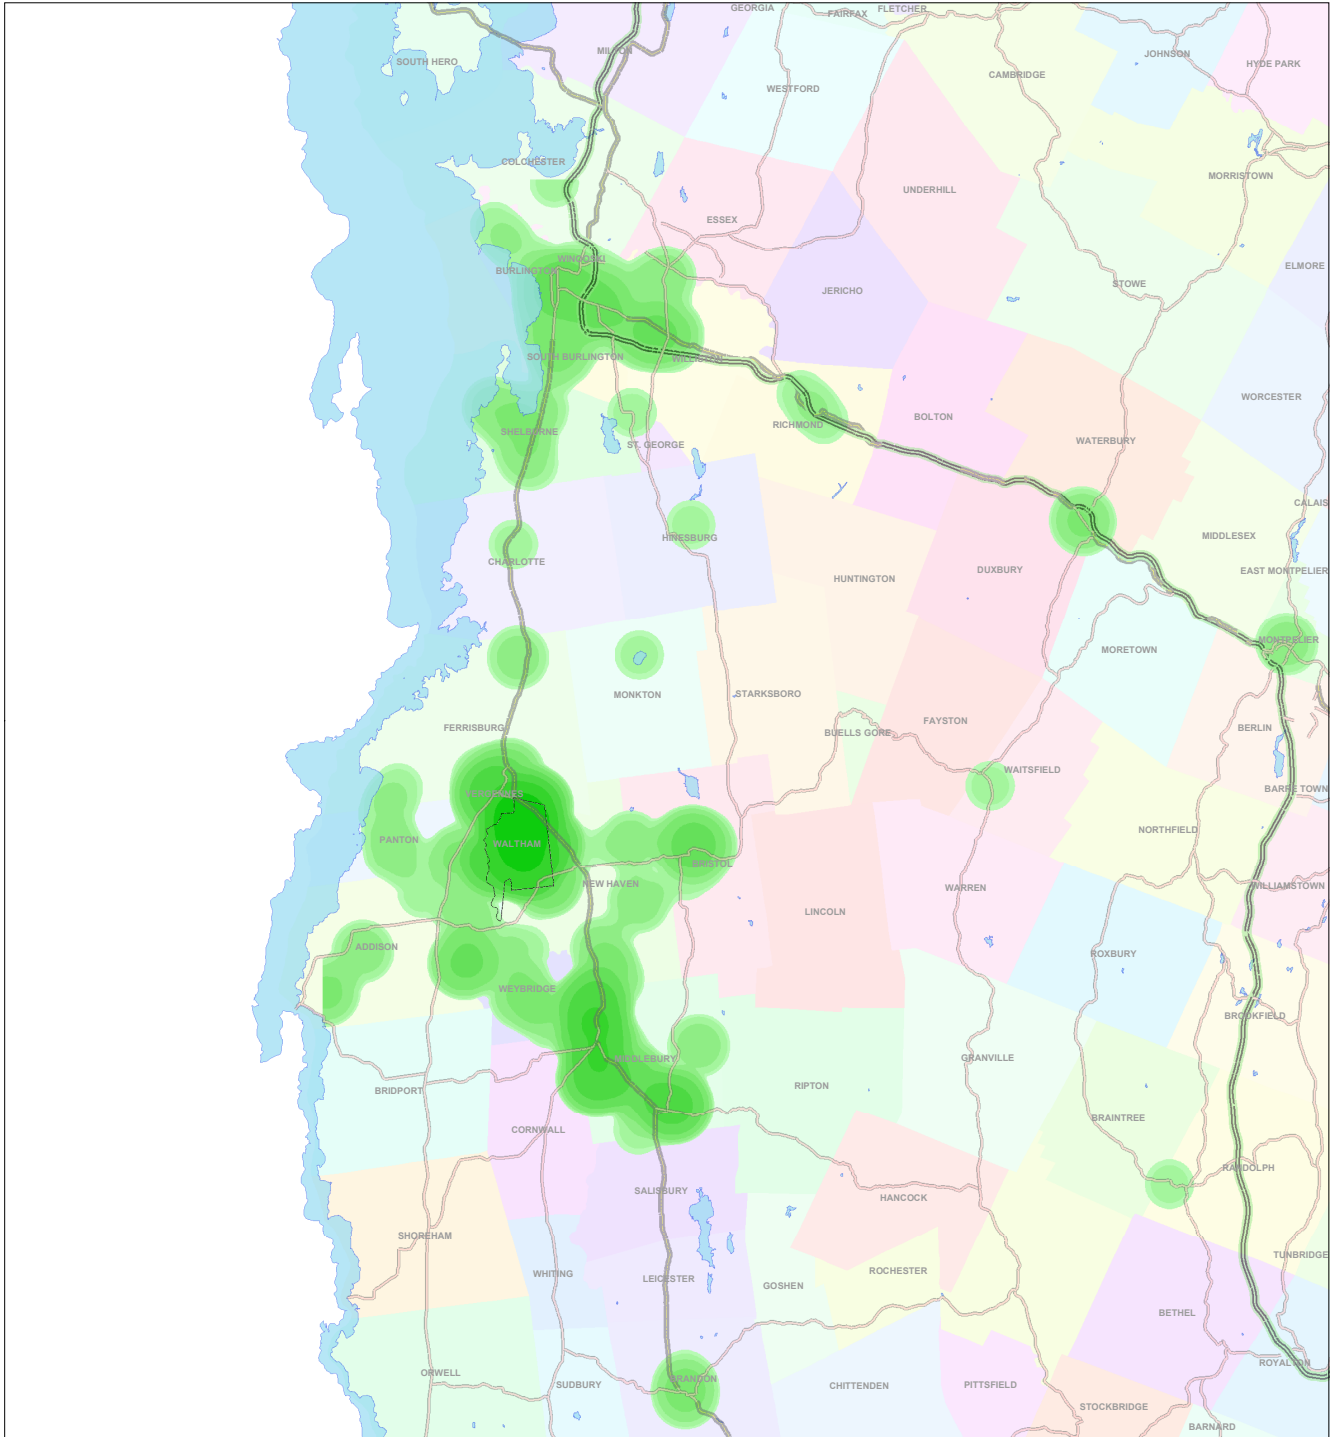 GEORGIA
FLETCHER
FAIRFAX
MILTON
JOHNSON
SOUTH HERO
HYDE PARK
CAMBRIDGE
WESTFORD
COLCHESTER
MORRISTOWN
UNDERHILL
ESSEX
WINOOSKI
BURLINGTON
ELMORE
STOWE
JERICHO
SOUTH BURLINGTON
WILLISTON
WORCESTER
BOLTON
RICHMOND
SHELBURNE
WATERBURY
ST. GEORGE
CALAIS
MIDDLESEX
HINESBURG
CHARLOTTE
DUXBURY
EAST MONTPELIER
HUNTINGTON
MONTPELIER
MORETOWN
MONKTON
STARKSBORO
FAYSTON
FERRISBURG
BERLIN
BUELLS GORE
WAITSFIELD
BARRE TOWN
VERGENNES
NORTHFIELD
PANTON
WALTHAM
BRISTOL
NEW HAVEN
WILLIAMSTOWN
WARREN
LINCOLN
ADDISON
ROXBURY
WEYBRIDGE
BROOKFIELD
MIDDLEBURY
GRANVILLE
RIPTON
BRIDPORT
BRAINTREE
CORNWALL
RANDOLPH
SALISBURY
HANCOCK
SHOREHAM
TUNBRIDGE
ROCHESTER
WHITING
LEICESTER
GOSHEN
BETHEL
ROYALTON
ORWELL
BRANDON
SUDBURY
CHITTENDEN
PITTSFIELD
STOCKBRIDGE
BARNARD